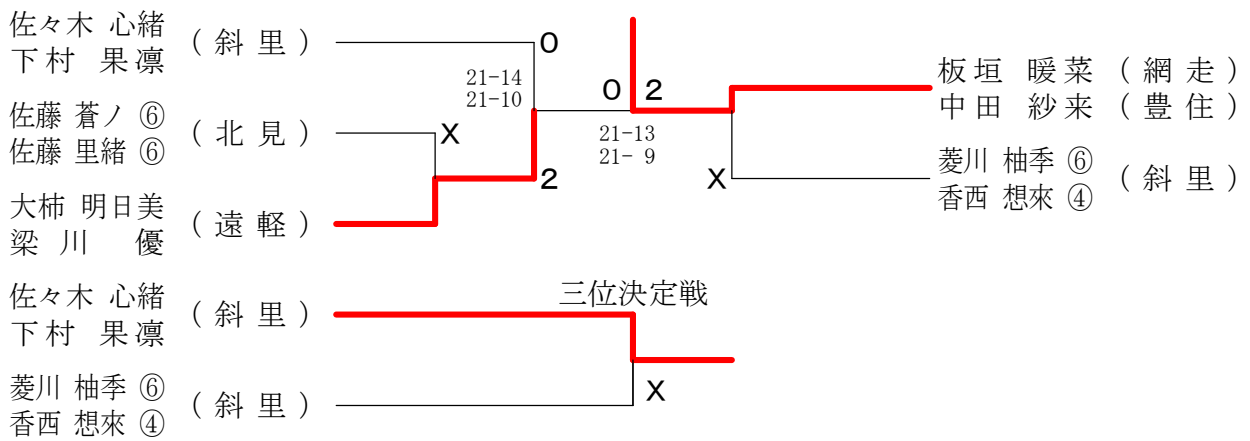 佐々木 心緒
下村 果凛
( 斜 里 )
0
21-14
21-10
佐藤 蒼ノ ⑥
佐藤 里緒 ⑥
( 北 見 )
X
2
大柿 明日美
梁川 優
( 遠 軽 )
0 2
21-13
21- 9
板垣 暖菜 ( 網 走 )
中田 紗来 ( 豊 住 )
X
菱川 柚季 ⑥
香西 想來 ④
( 斜 里 )
三位決定戦
佐々木 心緒
下村 果凛
( 斜 里 )
菱川 柚季 ⑥
香西 想來 ④
( 斜 里 )
X